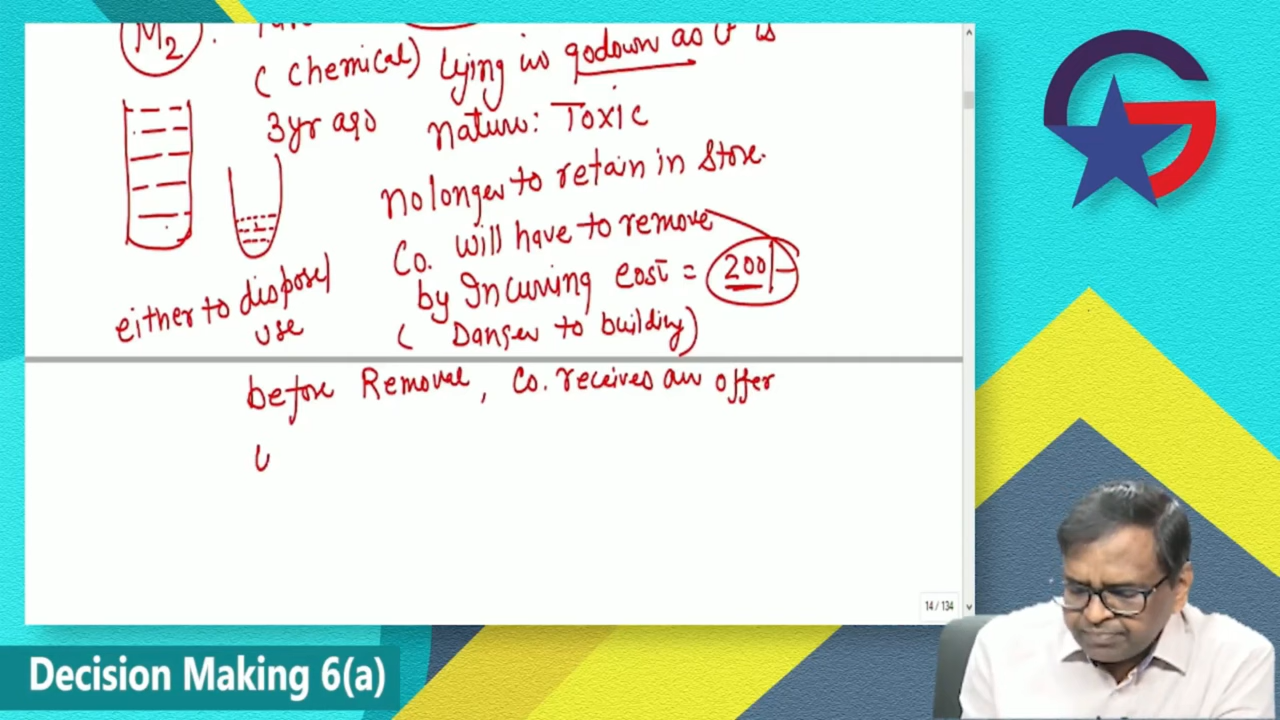 M2.
( Chemical) lying in godown as it is
3yr ago nature: Toxic
no longer to retain in Store.
Co. will have to remove
by Incurring cost = 200/-
either to dispose/
use ( Danger to building)
before Removal, Co. receives an offer
14 / 134
Decision Making 6(a)